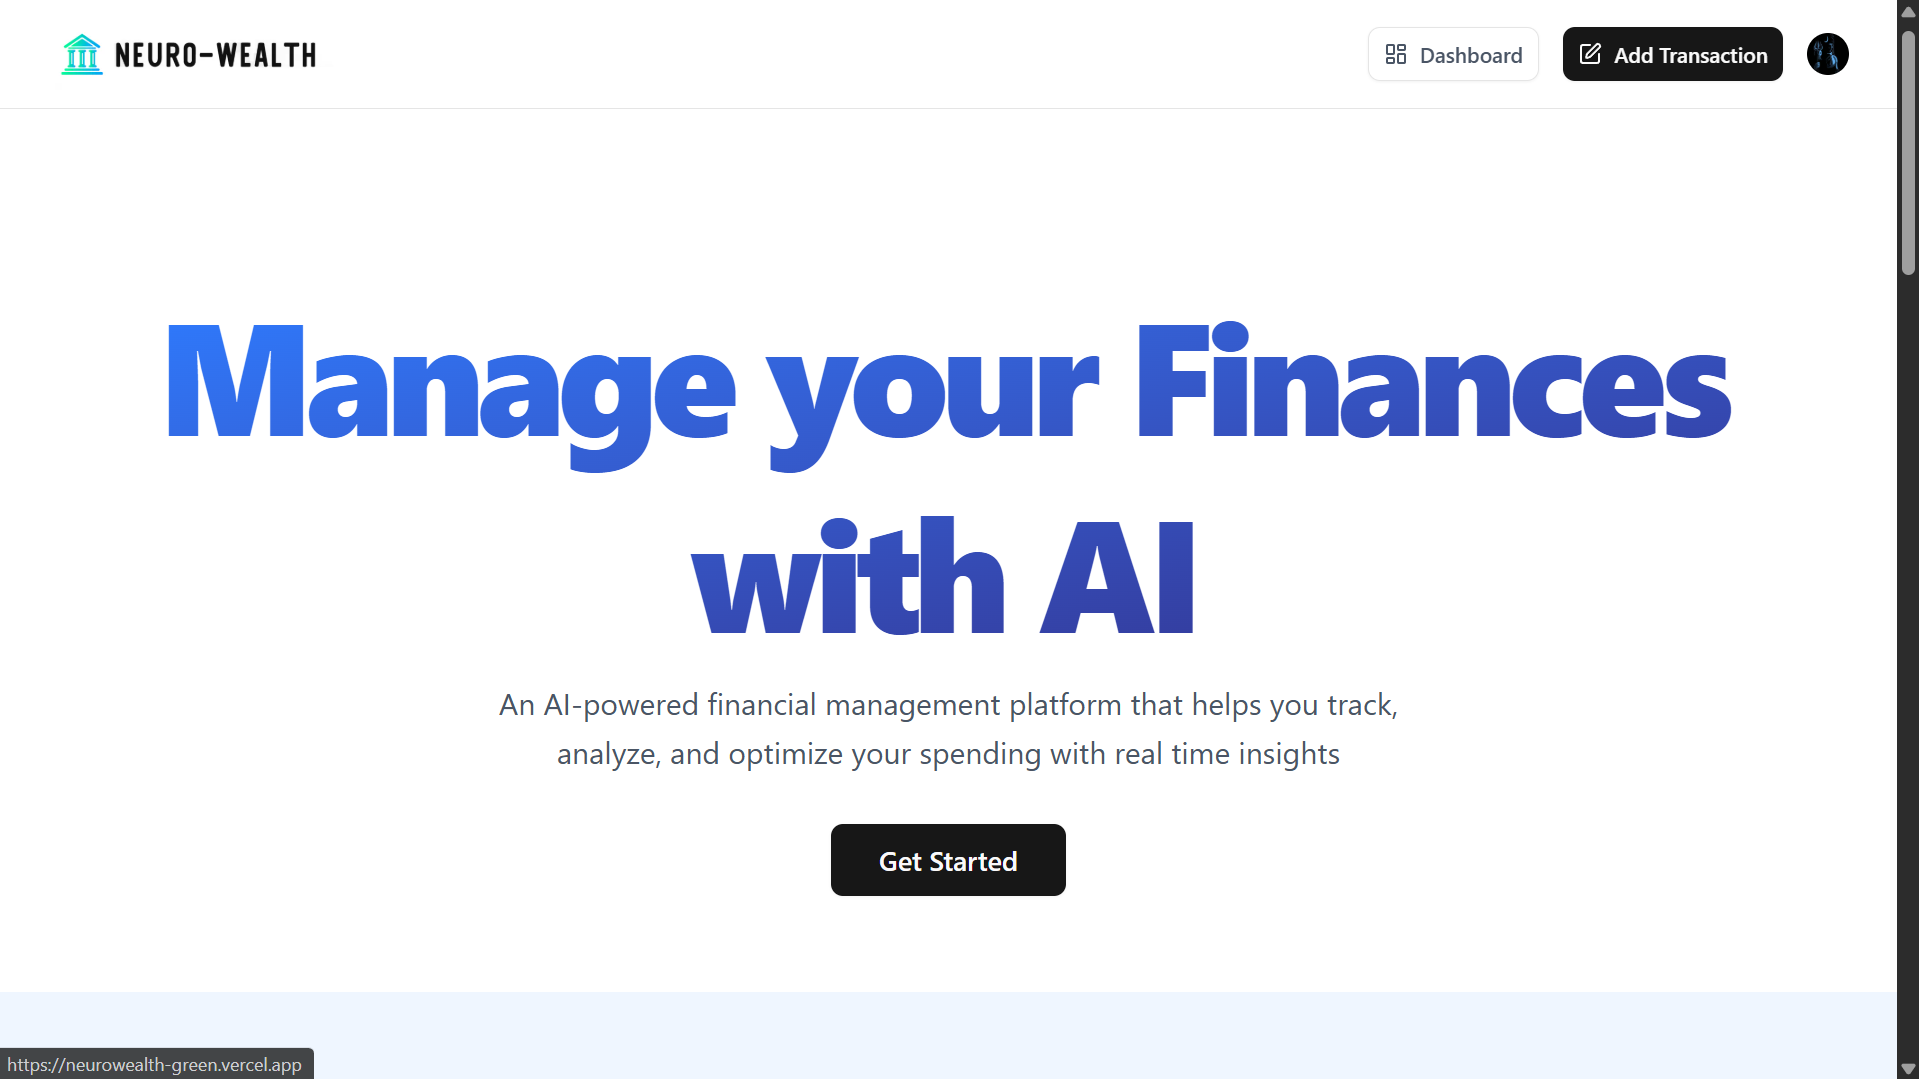 NEURO-WEALTH
Dashboard
Add Transaction
Manage your Finances
with AI
An AI-powered financial management platform that helps you track,
analyze, and optimize your spending with real time insights
Get Started
https://neurowealth-green.vercel.app